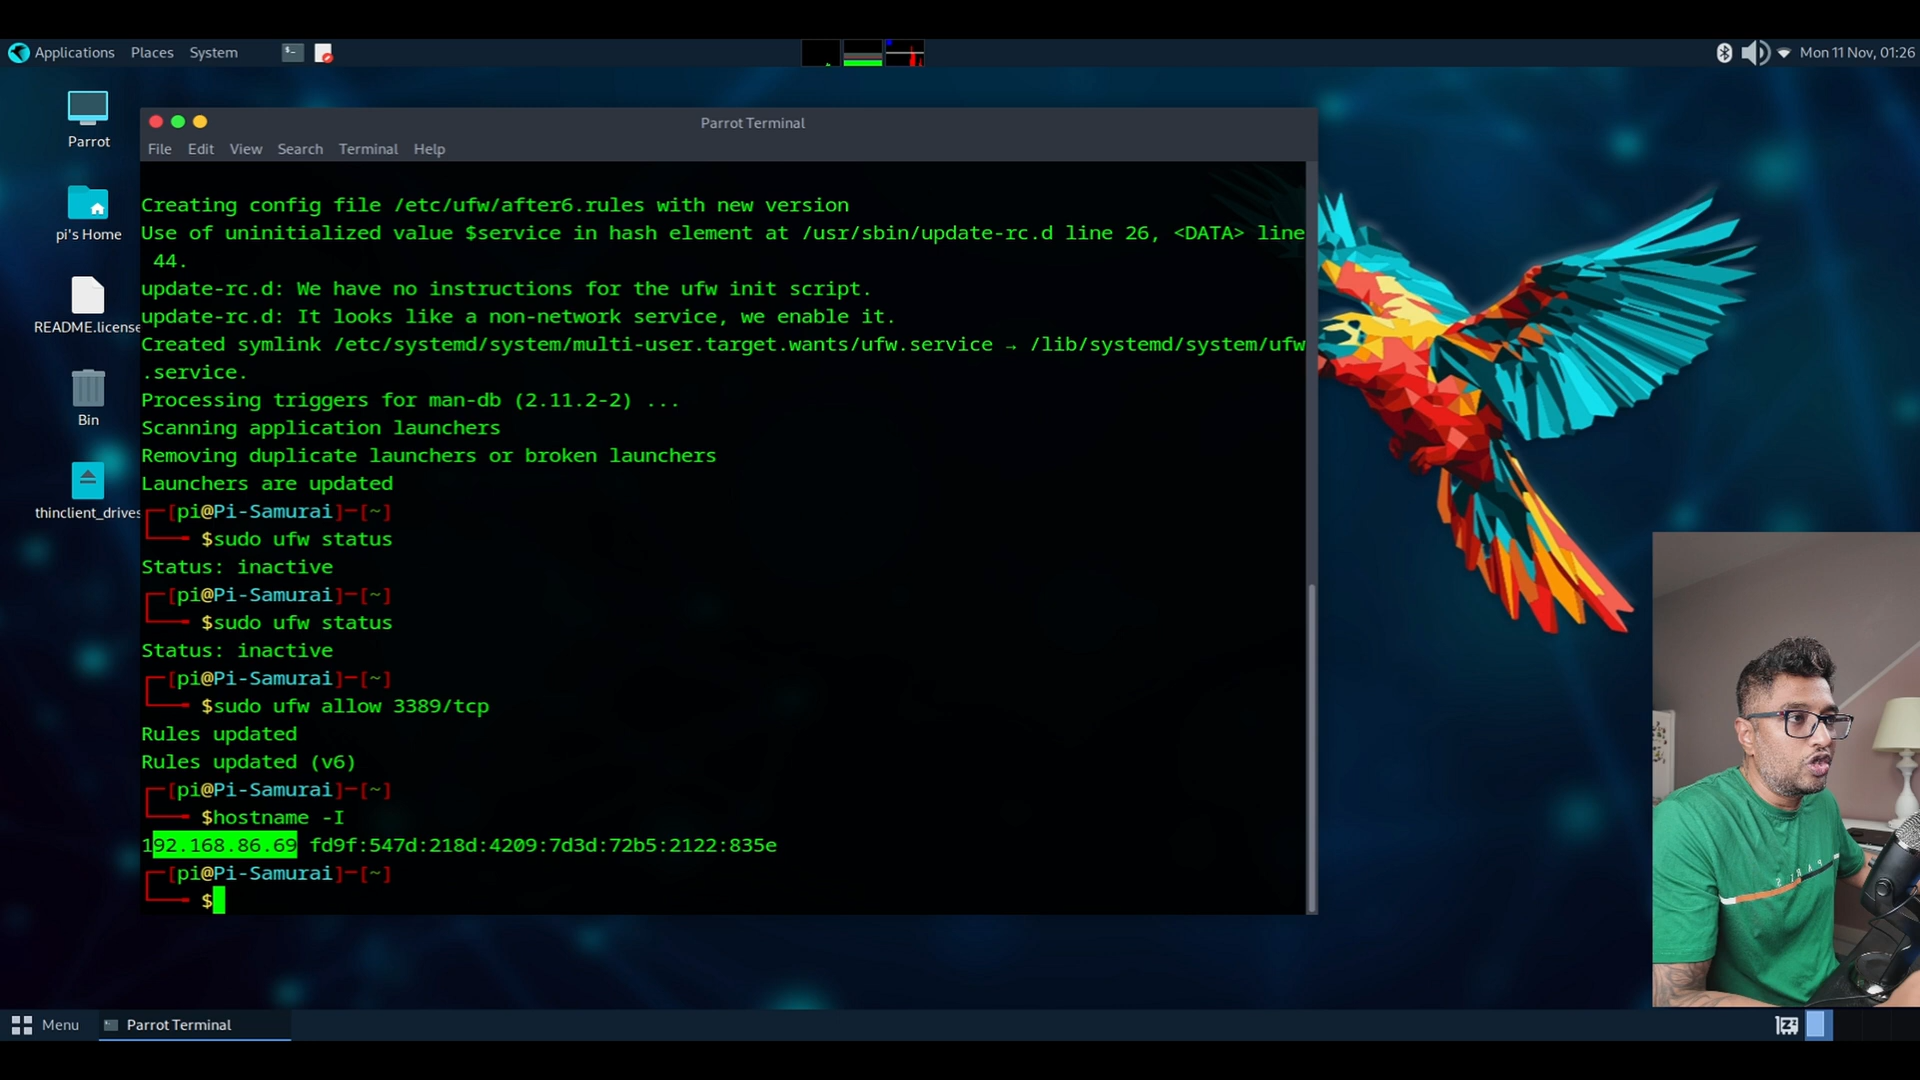 Applications Places System
Mon 11 Nov, 01:26
Parrot
pi's Home
README.license
Bin
thinclient_drives
Parrot Terminal
File Edit View Search Terminal Help
Creating config file /etc/ufw/after6.rules with new version
Use of uninitialized value $service in hash element at /usr/sbin/update-rc.d line 26, <DATA> line
 44.
update-rc.d: We have no instructions for the ufw init script.
update-rc.d: It looks like a non-network service, we enable it.
Created symlink /etc/systemd/system/multi-user.target.wants/ufw.service → /lib/systemd/system/ufw
.service.
Processing triggers for man-db (2.11.2-2) ...
Scanning application launchers
Removing duplicate launchers or broken launchers
Launchers are updated
┌─[pi@Pi-Samurai]─[~]
└──╼ $sudo ufw status
Status: inactive
┌─[pi@Pi-Samurai]─[~]
└──╼ $sudo ufw status
Status: inactive
┌─[pi@Pi-Samurai]─[~]
└──╼ $sudo ufw allow 3389/tcp
Rules updated
Rules updated (v6)
┌─[pi@Pi-Samurai]─[~]
└──╼ $hostname -I
192.168.86.69 fd9f:547d:218d:4209:7d3d:72b5:2122:835e
┌─[pi@Pi-Samurai]─[~]
└──╼ $
Menu Parrot Terminal